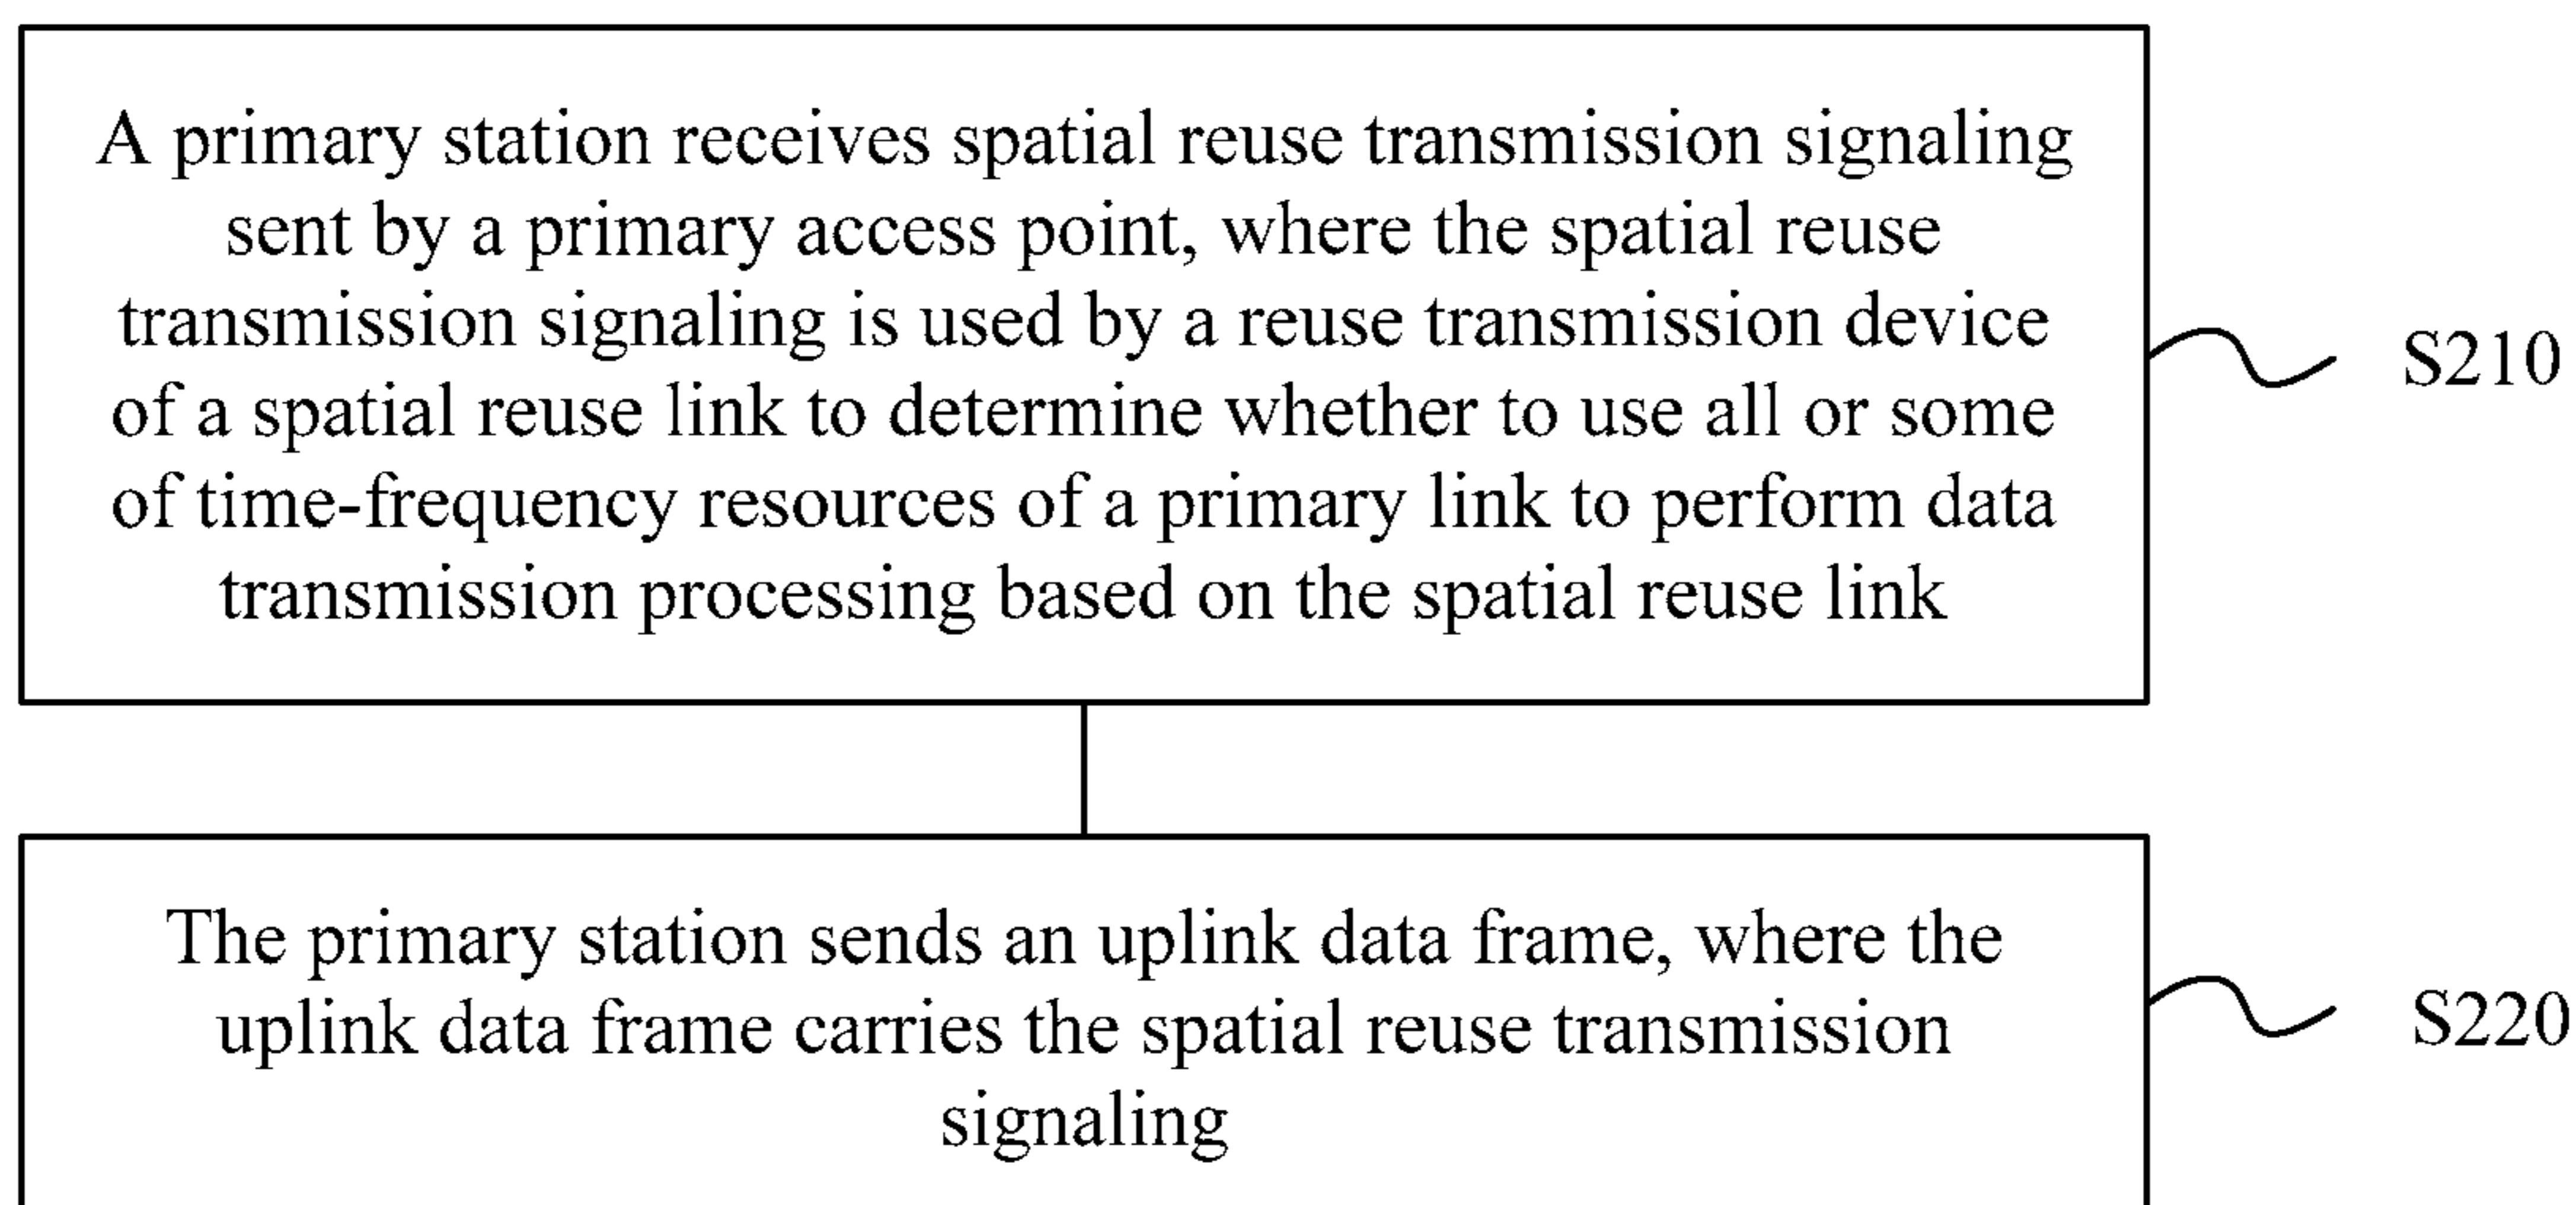 A primary station receives spatial reuse transmission signaling
sent by a primary access point, where the spatial reuse
transmission signaling is used by a reuse transmission device
of a spatial reuse link to determine whether to use all or some
of time-frequency resources of a primary link to perform data
transmission processing based on the spatial reuse link
S210
The primary station sends an uplink data frame, where the
uplink data frame carries the spatial reuse transmission
signaling
S220